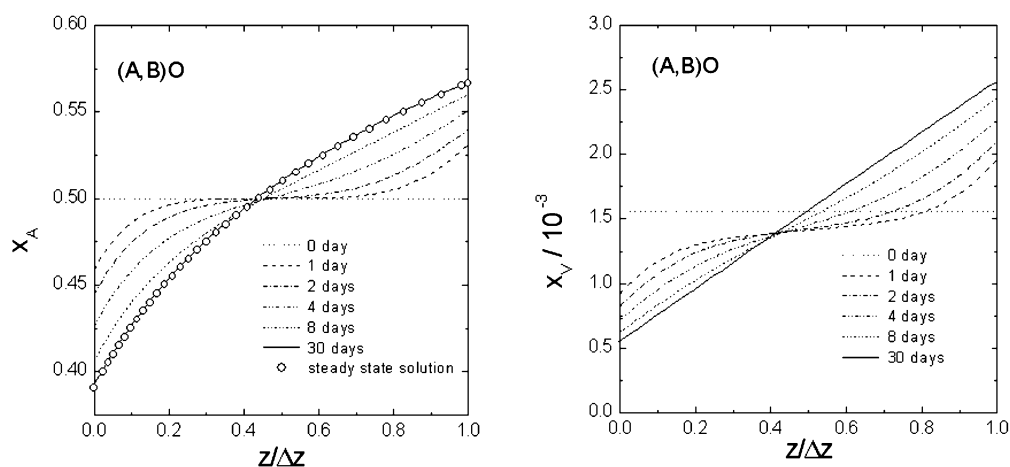 0.60
0.55
0.50
0.45
0.40
x_A
(A,B)O
0 day
1 day
2 days
4 days
8 days
30 days
steady state solution
0.0 0.2 0.4 0.6 0.8 1.0
z/Δz
3.0
2.5
2.0
1.5
1.0
0.5
0.0
x_V / 10^-3
(A,B)O
0 day
1 day
2 days
4 days
8 days
30 days
0.0 0.2 0.4 0.6 0.8 1.0
z/Δz